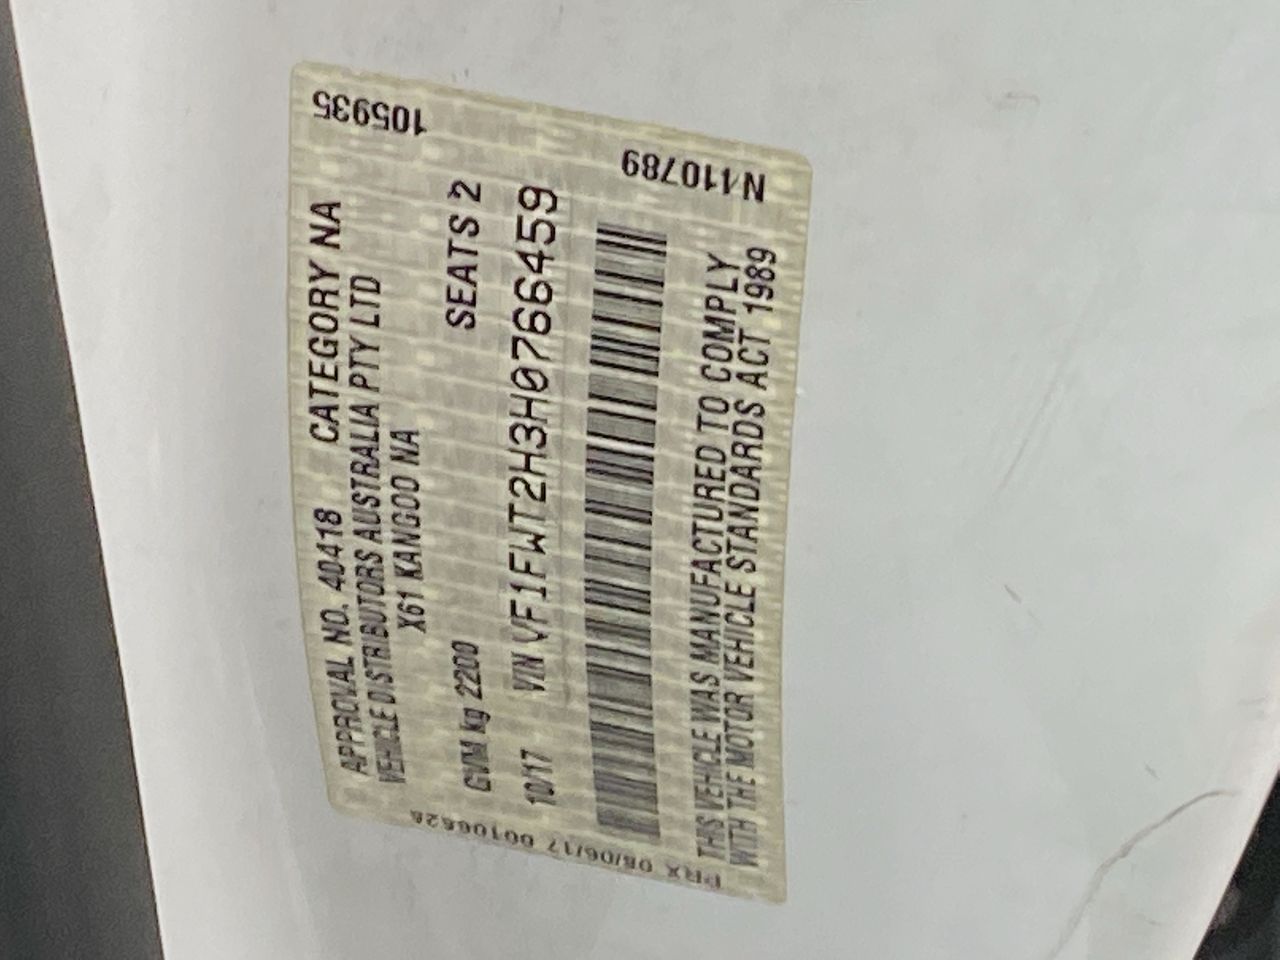 APPROVAL NO. 40418 CATEGORY NA
VEHICLE DISTRIBUTORS AUSTRALIA PTY LTD
X61 KANGOO NA
GVM kg 2200 SEATS 2
10/17 VIN VF1FWT2H3H0766459
THIS VEHICLE WAS MANUFACTURED TO COMPLY
WITH THE MOTOR VEHICLE STANDARDS ACT 1989
105935
N110789
PRX 08/06/17